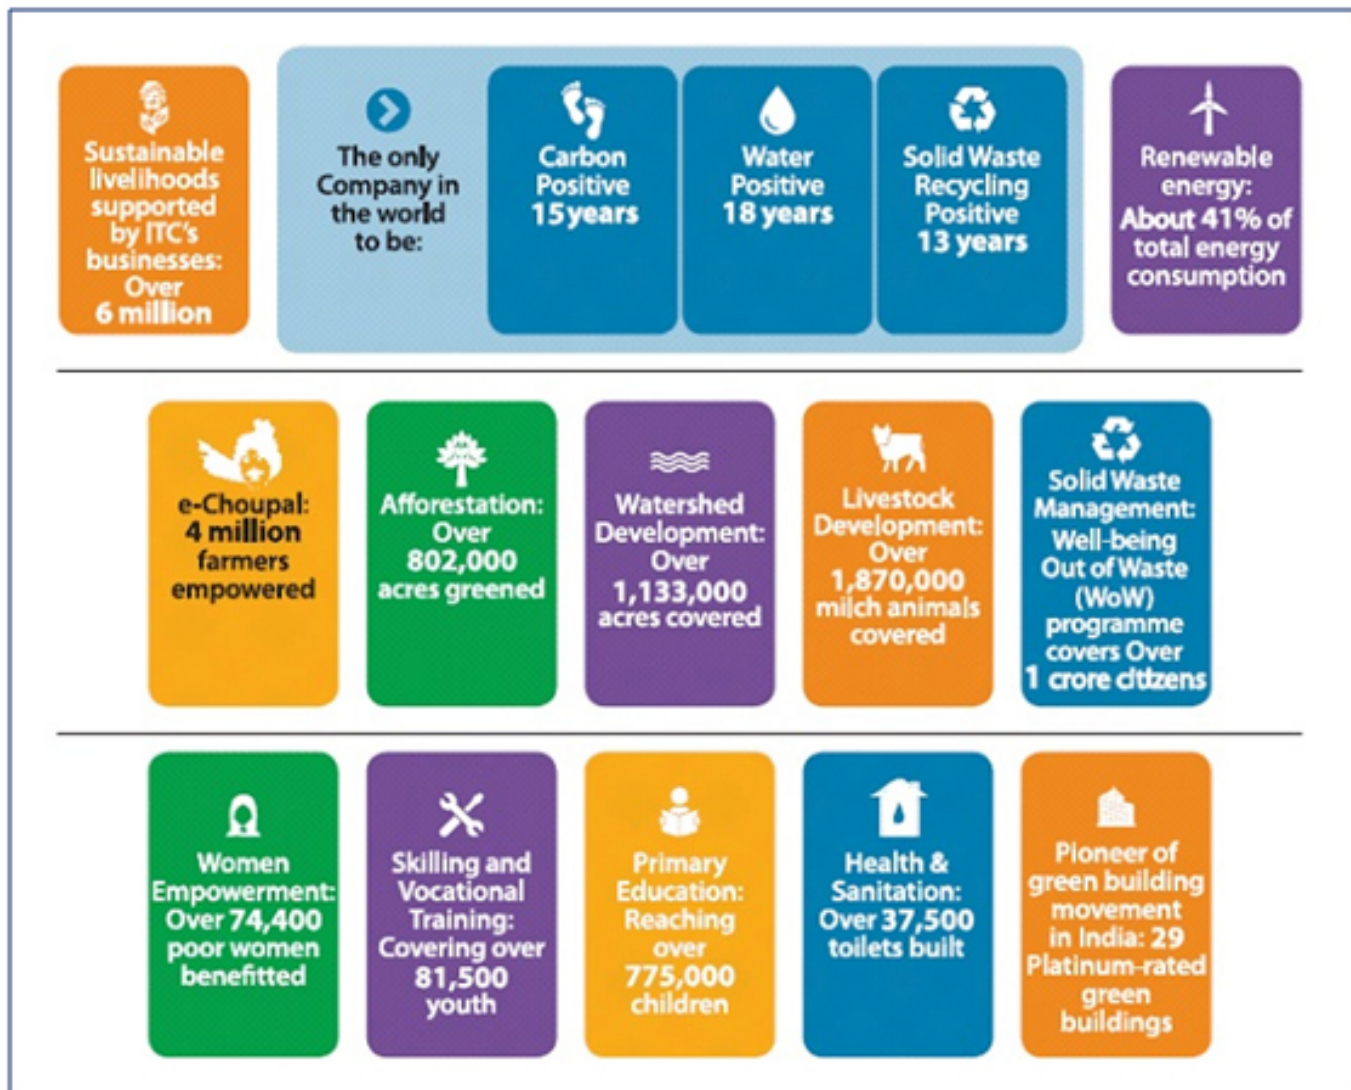 Sustainable
livelihoods
supported
by ITC's
businesses:
Over
6 million
The only
Company in
the world
to be:
Carbon
Positive
15 years
Water
Positive
18 years
Solid Waste
Recycling
Positive
13 years
Renewable
energy:
About 41% of
total energy
consumption
e-Choupal:
4 million
farmers
empowered
Afforestation:
Over
802,000
acres greened
Watershed
Development:
Over
1,133,000
acres covered
Livestock
Development:
Over
1,870,000
milch animals
covered
Solid Waste
Management:
Well-being
Out of Waste
(WoW)
programme
covers Over
1 crore citizens
Women
Empowerment:
Over 74,400
poor women
benefitted
Skilling and
Vocational
Training:
Covering over
81,500
youth
Primary
Education:
Reaching
over
775,000
children
Health &
Sanitation:
Over 37,500
toilets built
Pioneer of
green building
movement
in India: 29
Platinum-rated
green
buildings